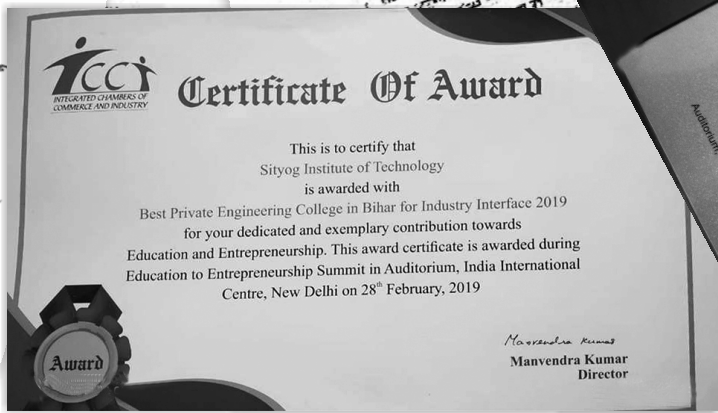 ICCI
INTEGRATED CHAMBERS OF
COMMERCE AND INDUSTRY
Certificate Of Award
This is to certify that
Sityog Institute of Technology
is awarded with
Best Private Engineering College in Bihar for Industry Interface 2019
for your dedicated and exemplary contribution towards
Education and Entrepreneurship. This award certificate is awarded during
Education to Entrepreneurship Summit in Auditorium, India International
Centre, New Delhi on 28th February, 2019
Manvendra Kumar
Manvendra Kumar
Director
Award
Auditorium,